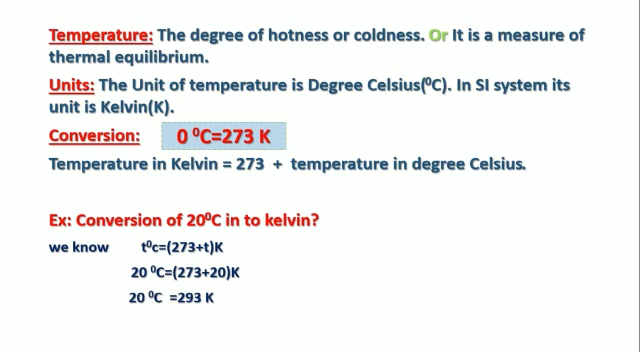 Temperature: The degree of hotness or coldness. Or It is a measure of
thermal equilibrium.
Units: The Unit of temperature is Degree Celsius(⁰C). In SI system its
unit is Kelvin(K).
Conversion: 0 ⁰C=273 K
Temperature in Kelvin = 273 + temperature in degree Celsius.
Ex: Conversion of 20⁰C in to kelvin?
we know t⁰c=(273+t)K
20 ⁰C=(273+20)K
20 ⁰C =293 K